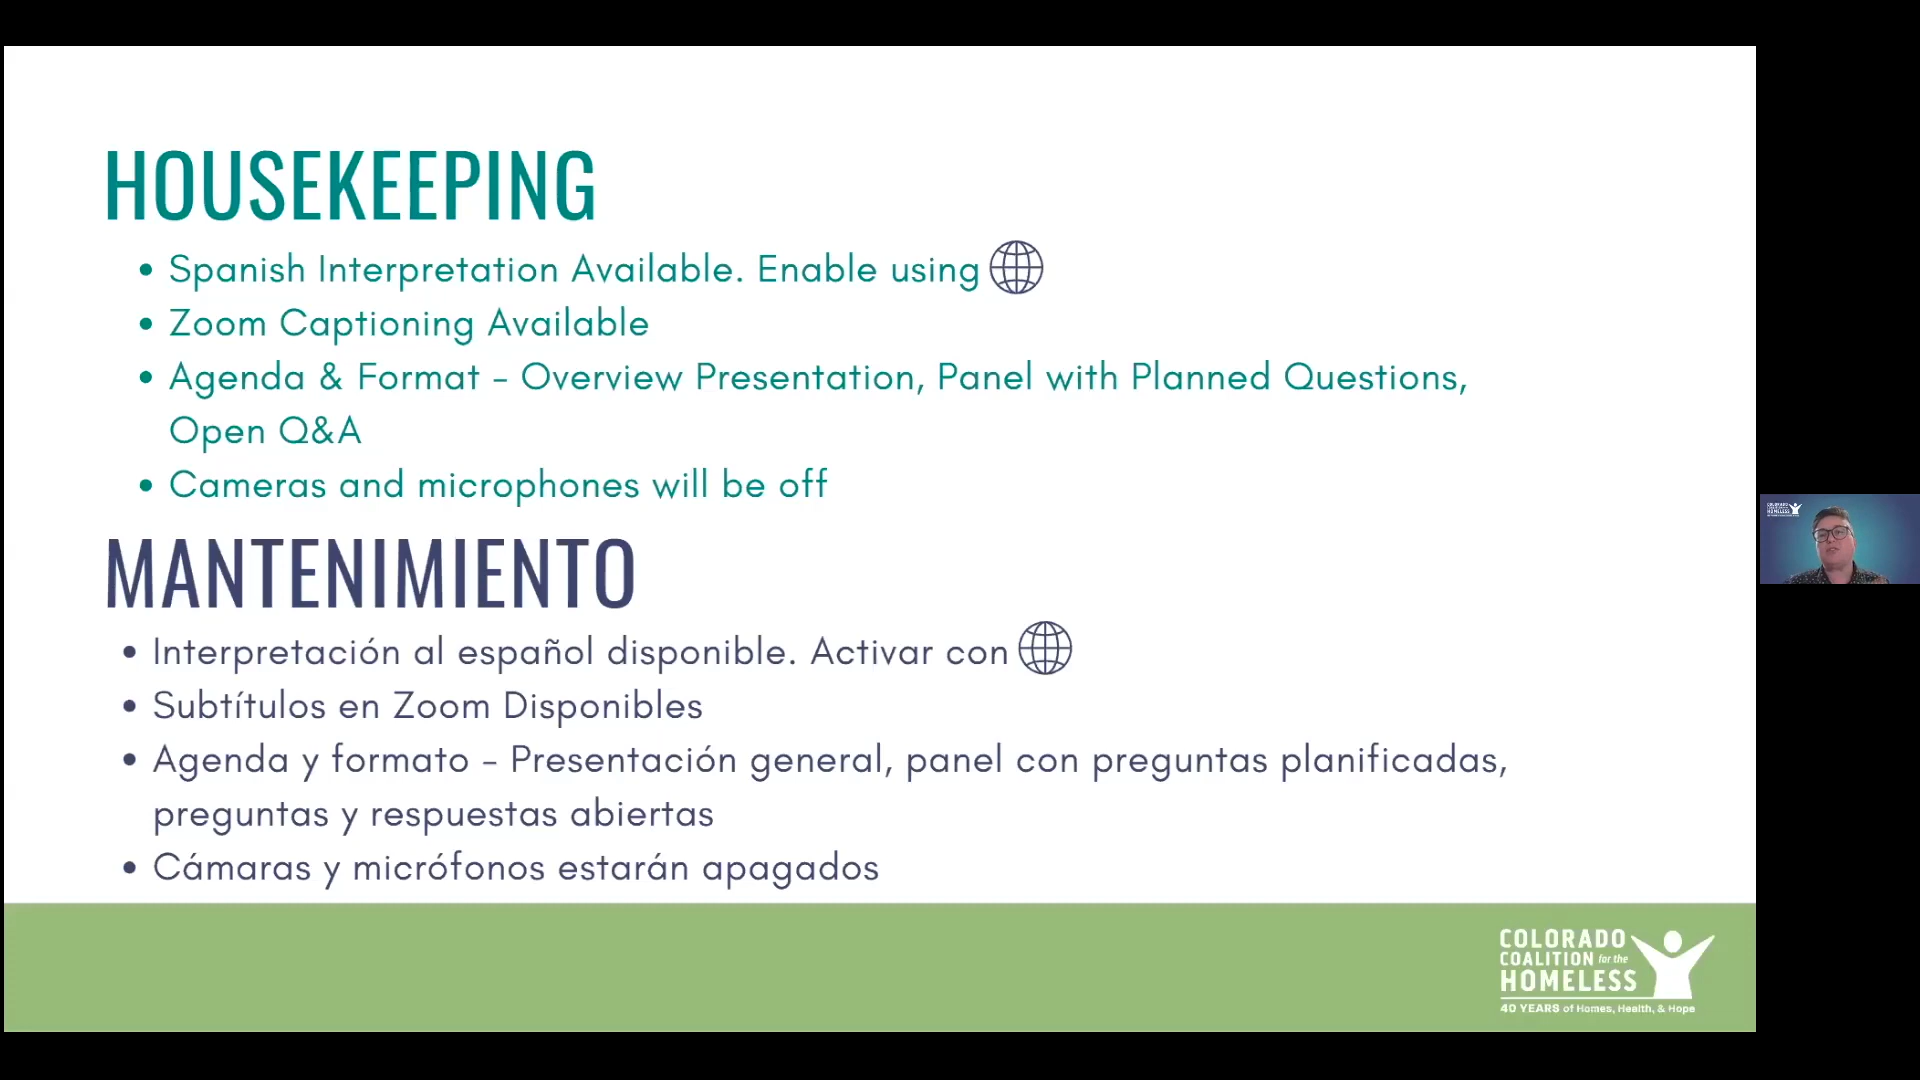 HOUSEKEEPING
• Spanish Interpretation Available. Enable using
• Zoom Captioning Available
• Agenda & Format - Overview Presentation, Panel with Planned Questions,
Open Q&A
• Cameras and microphones will be off
MANTENIMIENTO
• Interpretación al español disponible. Activar con
• Subtítulos en Zoom Disponibles
• Agenda y formato - Presentación general, panel con preguntas planificadas,
preguntas y respuestas abiertas
• Cámaras y micrófonos estarán apagados
COLORADO
COALITION for the
HOMELESS
40 YEARS of Homes, Health, & Hope
COLORADO
HOMELESS